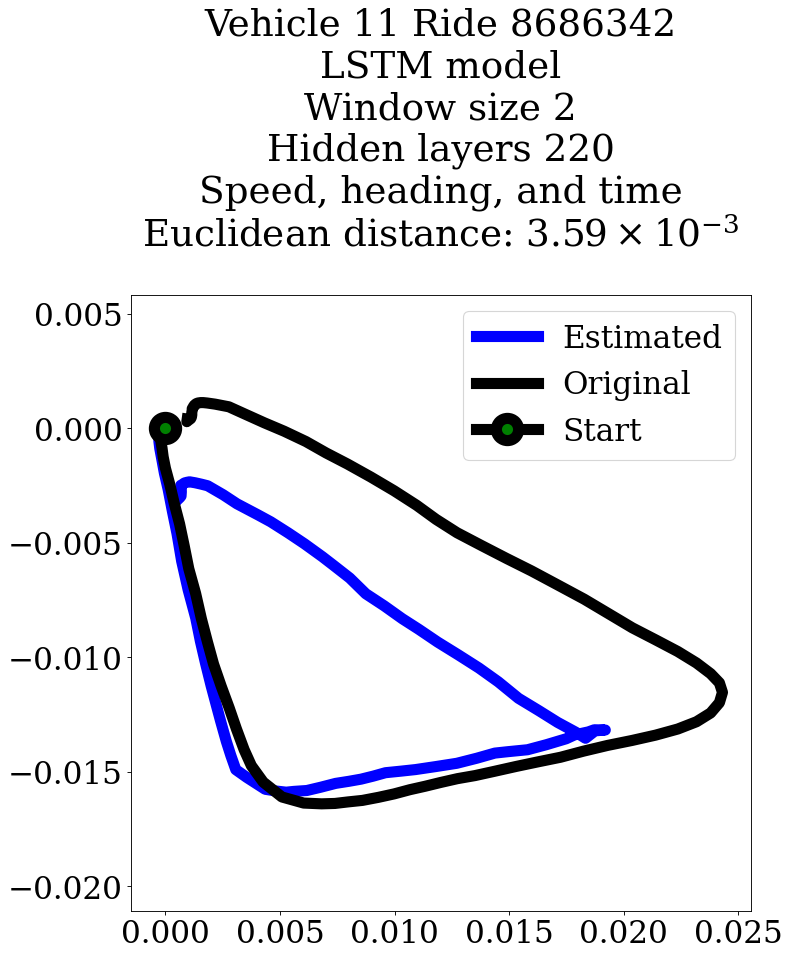 Vehicle 11 Ride 8686342
LSTM model
Window size 2
Hidden layers 220
Speed, heading, and time
Euclidean distance: 3.59 × 10⁻³
Estimated
Original
Start
0.005
0.000
−0.005
−0.010
−0.015
−0.020
0.000 0.005 0.010 0.015 0.020 0.025